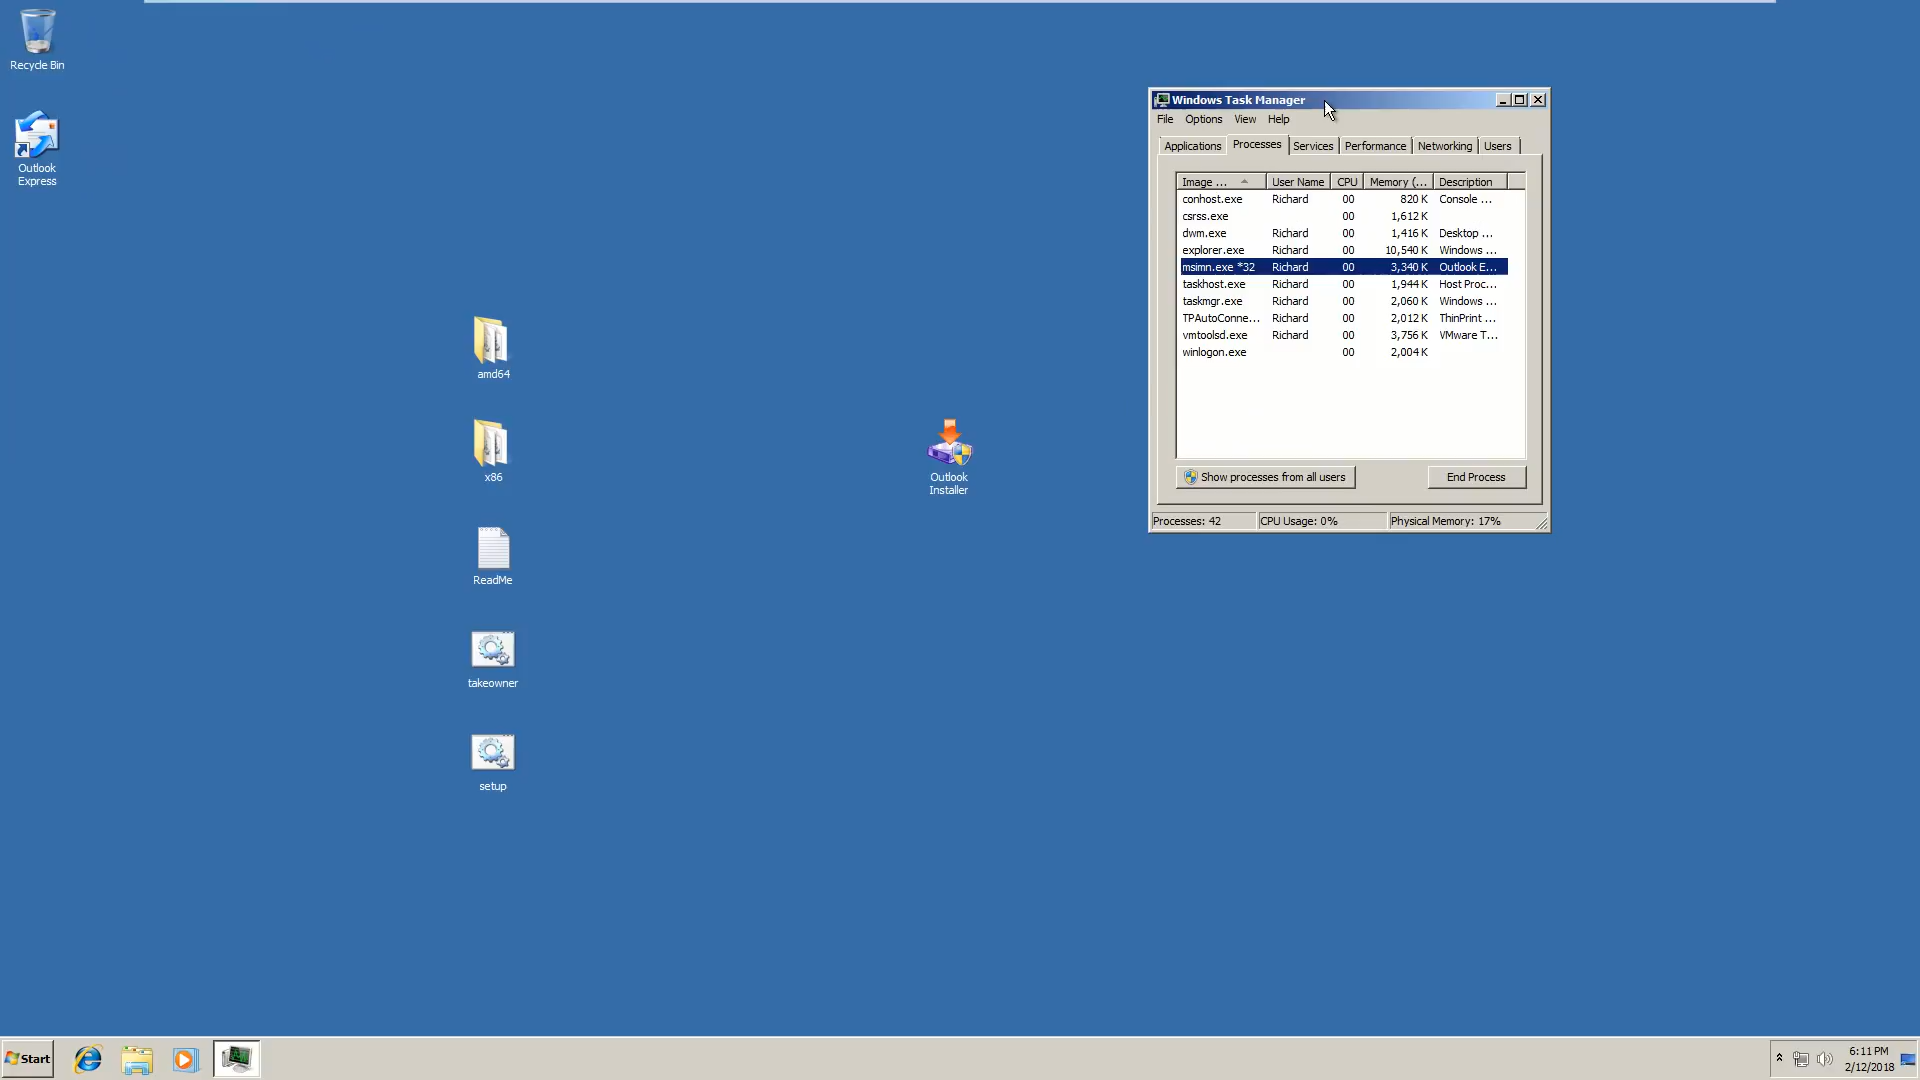 Recycle Bin
Outlook
Express
amd64
x86
ReadMe
takeowner
setup
Outlook
Installer
Windows Task Manager
File Options View Help
Applications Processes Services Performance Networking Users
Image ... User Name CPU Memory (... Description
conhost.exe Richard 00 820 K Console ...
csrss.exe 00 1,612 K
dwm.exe Richard 00 1,416 K Desktop ...
explorer.exe Richard 00 10,540 K Windows ...
msimn.exe *32 Richard 00 3,340 K Outlook E...
taskhost.exe Richard 00 1,944 K Host Proc...
taskmgr.exe Richard 00 2,060 K Windows ...
TPAutoConne... Richard 00 2,012 K ThinPrint ...
vmtoolsd.exe Richard 00 3,756 K VMware T...
winlogon.exe 00 2,004 K
Show processes from all users End Process
Processes: 42 CPU Usage: 0% Physical Memory: 17%
Start
6:11 PM
2/12/2018